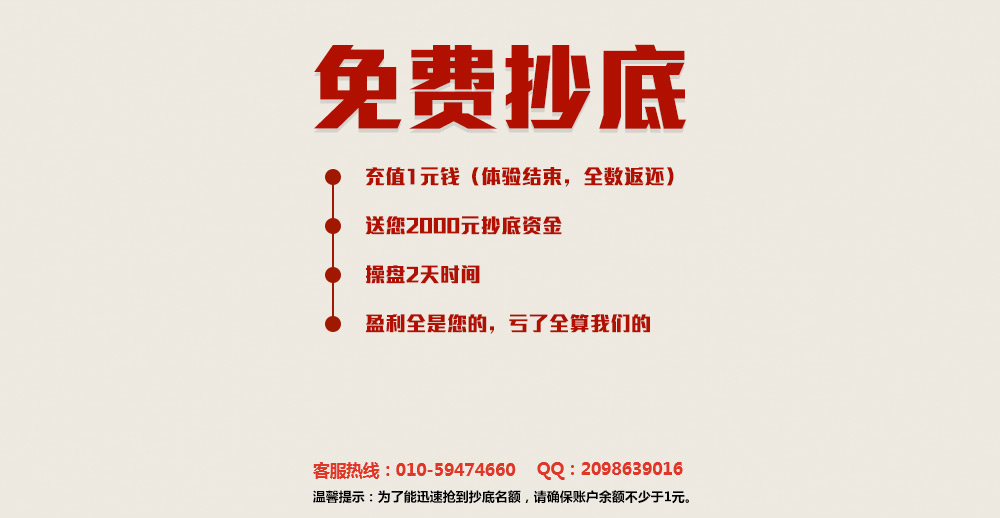 免费抄底
充值1元钱（体验结束，全数返还）
送您2000元抄底资金
操盘2天时间
盈利全是您的，亏了全算我们的
客服热线：010-59474660 QQ：2098639016
温馨提示：为了能迅速抢到抄底名额，请确保账户余额不少于1元。